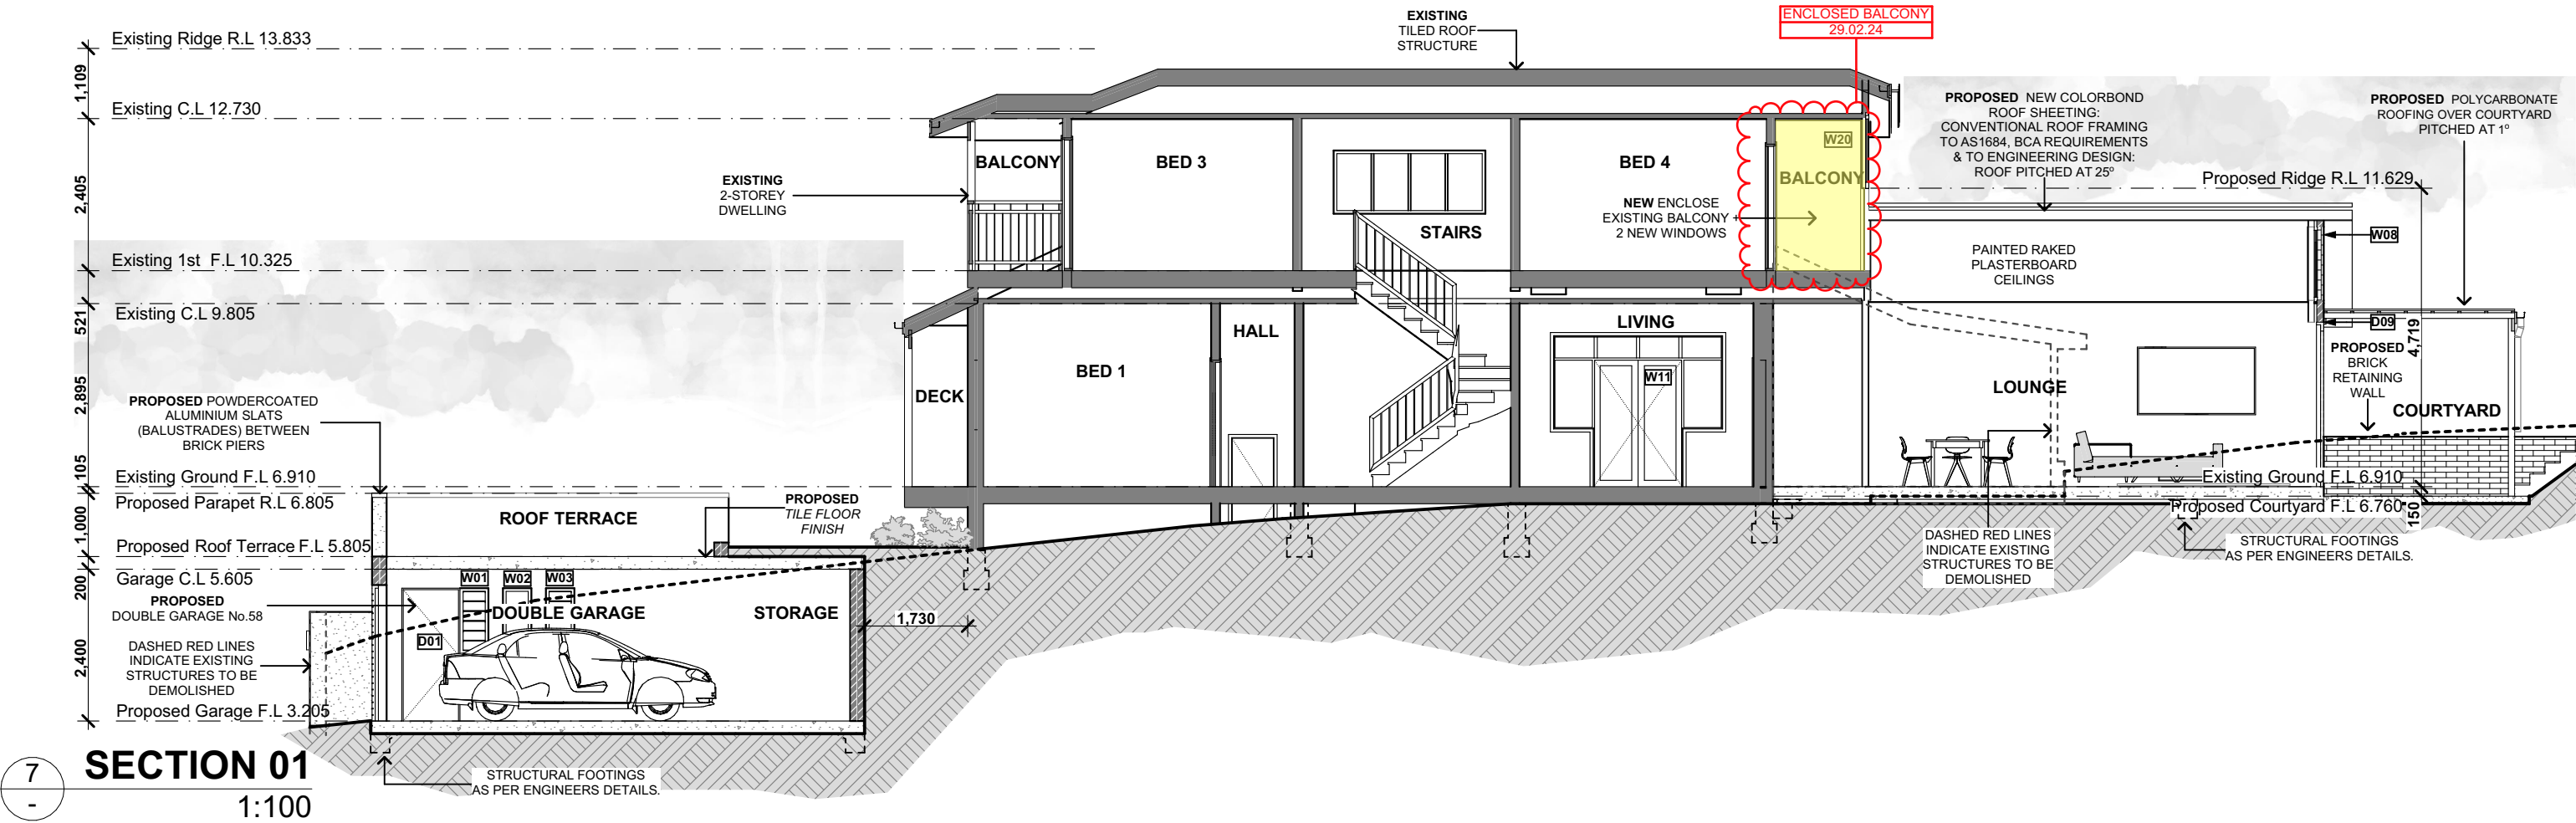 Existing Ridge R.L 13.833
1,109
Existing C.L 12.730
2,405
Existing 1st F.L 10.325
521
Existing C.L 9.805
2,895
Existing Ground F.L 6.910
105
Proposed Parapet R.L 6.805
1,000
Proposed Roof Terrace F.L 5.805
200
Garage C.L 5.605
2,400
Proposed Garage F.L 3.205
PROPOSED POWDERCOATED
ALUMINIUM SLATS
(BALUSTRADES) BETWEEN
BRICK PIERS
PROPOSED
DOUBLE GARAGE No.58
DASHED RED LINES
INDICATE EXISTING
STRUCTURES TO BE
DEMOLISHED
ROOF TERRACE
PROPOSED
TILE FLOOR
FINISH
W01
W02
W03
DOUBLE GARAGE
STORAGE
D01
1,730
STRUCTURAL FOOTINGS
AS PER ENGINEERS DETAILS.
EXISTING
2-STOREY
DWELLING
EXISTING
TILED ROOF
STRUCTURE
ENCLOSED BALCONY
29.02.24
BALCONY
BED 3
STAIRS
BED 4
NEW ENCLOSE
EXISTING BALCONY +
2 NEW WINDOWS
W20
BALCONY
DECK
BED 1
HALL
LIVING
W11
PROPOSED NEW COLORBOND
ROOF SHEETING:
CONVENTIONAL ROOF FRAMING
TO AS1684, BCA REQUIREMENTS
& TO ENGINEERING DESIGN:
ROOF PITCHED AT 25º
PROPOSED POLYCARBONATE
ROOFING OVER COURTYARD
PITCHED AT 1º
Proposed Ridge R.L 11.629
W08
PAINTED RAKED
PLASTERBOARD
CEILINGS
D09
4,719
PROPOSED
BRICK
RETAINING
WALL
LOUNGE
COURTYARD
Existing Ground F.L 6.910
Proposed Courtyard F.L 6.760
150
DASHED RED LINES
INDICATE EXISTING
STRUCTURES TO BE
DEMOLISHED
STRUCTURAL FOOTINGS
AS PER ENGINEERS DETAILS.
7
-
SECTION 01
1:100